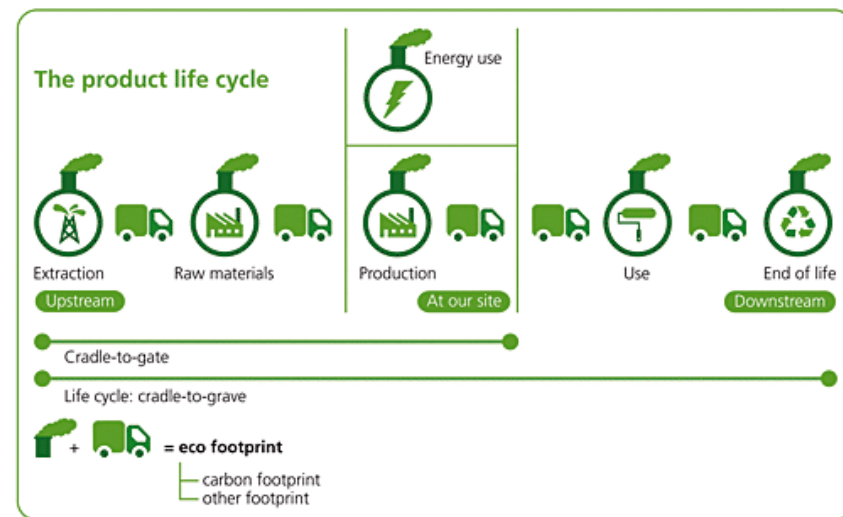 The product life cycle
Energy use
Extraction
Raw materials
Production
Use
End of life
Upstream
At our site
Downstream
Cradle-to-gate
Life cycle: cradle-to-grave
+ = eco footprint
carbon footprint
other footprint